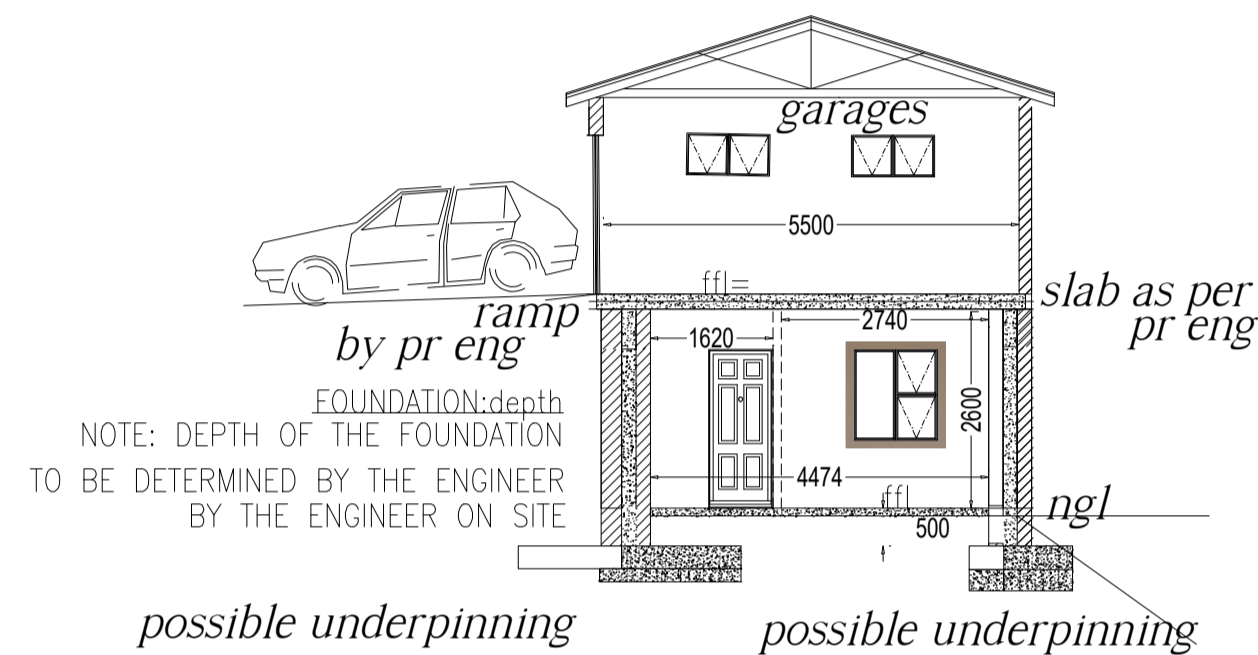 garages
5500
ffl=
slab as per
pr eng
ramp
by pr eng
2740
1620
FOUNDATION:depth
NOTE: DEPTH OF THE FOUNDATION
TO BE DETERMINED BY THE ENGINEER
BY THE ENGINEER ON SITE
2600
4474
ffl
500
ngl
possible underpinning
possible underpinning